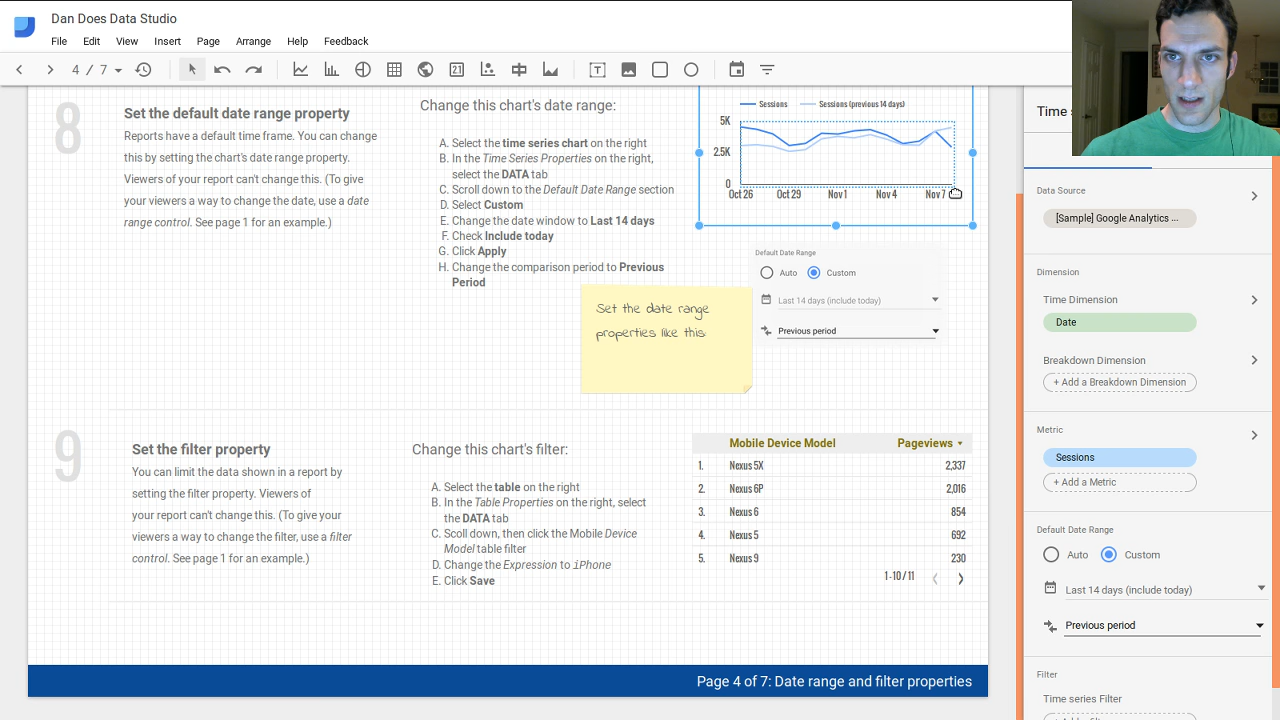 Dan Does Data Studio
File Edit View Insert Page Arrange Help Feedback
4 / 7
8
Set the default date range property
Reports have a default time frame. You can change
this by setting the chart's date range property.
Viewers of your report can't change this. (To give
your viewers a way to change the date, use a date
range control. See page 1 for an example.)
Change this chart's date range:
A. Select the time series chart on the right
B. In the Time Series Properties on the right,
select the DATA tab
C. Scroll down to the Default Date Range section
D. Select Custom
E. Change the date window to Last 14 days
F. Check Include today
G. Click Apply
H. Change the comparison period to Previous
Period
Sessions Sessions (previous 14 days)
5K
2.5K
0
Oct 26 Oct 29 Nov 1 Nov 4 Nov 7
Default Date Range
Auto Custom
Last 14 days (include today)
Previous period
Set the date range
properties like this:
9
Set the filter property
You can limit the data shown in a report by
setting the filter property. Viewers of
your report can't change this. (To give your
viewers a way to change the filter, use a filter
control. See page 1 for an example.)
Change this chart's filter:
A. Select the table on the right
B. In the Table Properties on the right, select
the DATA tab
C. Scoll down, then click the Mobile Device
Model table filter
D. Change the Expression to iPhone
E. Click Save
Mobile Device Model Pageviews
1. Nexus 5X 2,337
2. Nexus 6P 2,016
3. Nexus 6 854
4. Nexus 5 692
5. Nexus 9 230
1-10/11
Page 4 of 7: Date range and filter properties
Time s
Data Source
[Sample] Google Analytics ...
Dimension
Time Dimension
Date
Breakdown Dimension
+ Add a Breakdown Dimension
Metric
Sessions
+ Add a Metric
Default Date Range
Auto Custom
Last 14 days (include today)
Previous period
Filter
Time series Filter